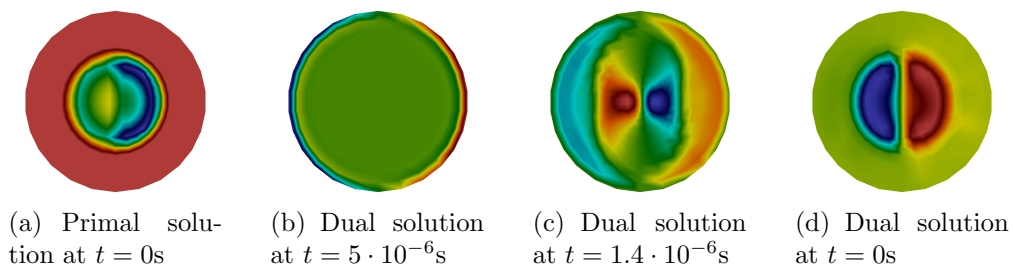 (a) Primal solu-
tion at t = 0s
(b) Dual solution
at t = 5 · 10⁻⁶s
(c) Dual solution
at t = 1.4 · 10⁻⁶s
(d) Dual solution
at t = 0s